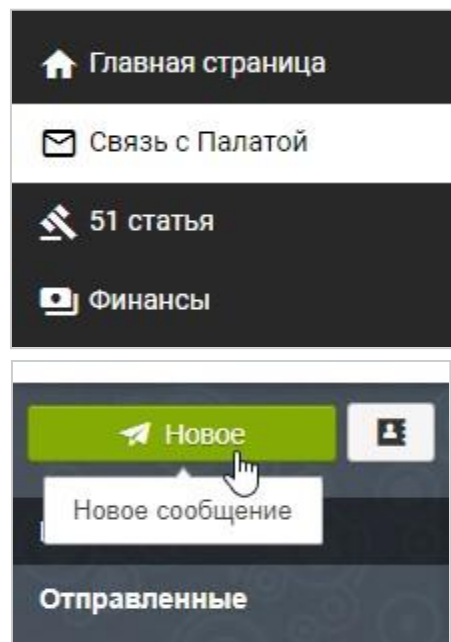 Главная страница
Связь с Палатой
51 статья
Финансы
Новое
Новое сообщение
Отправленные